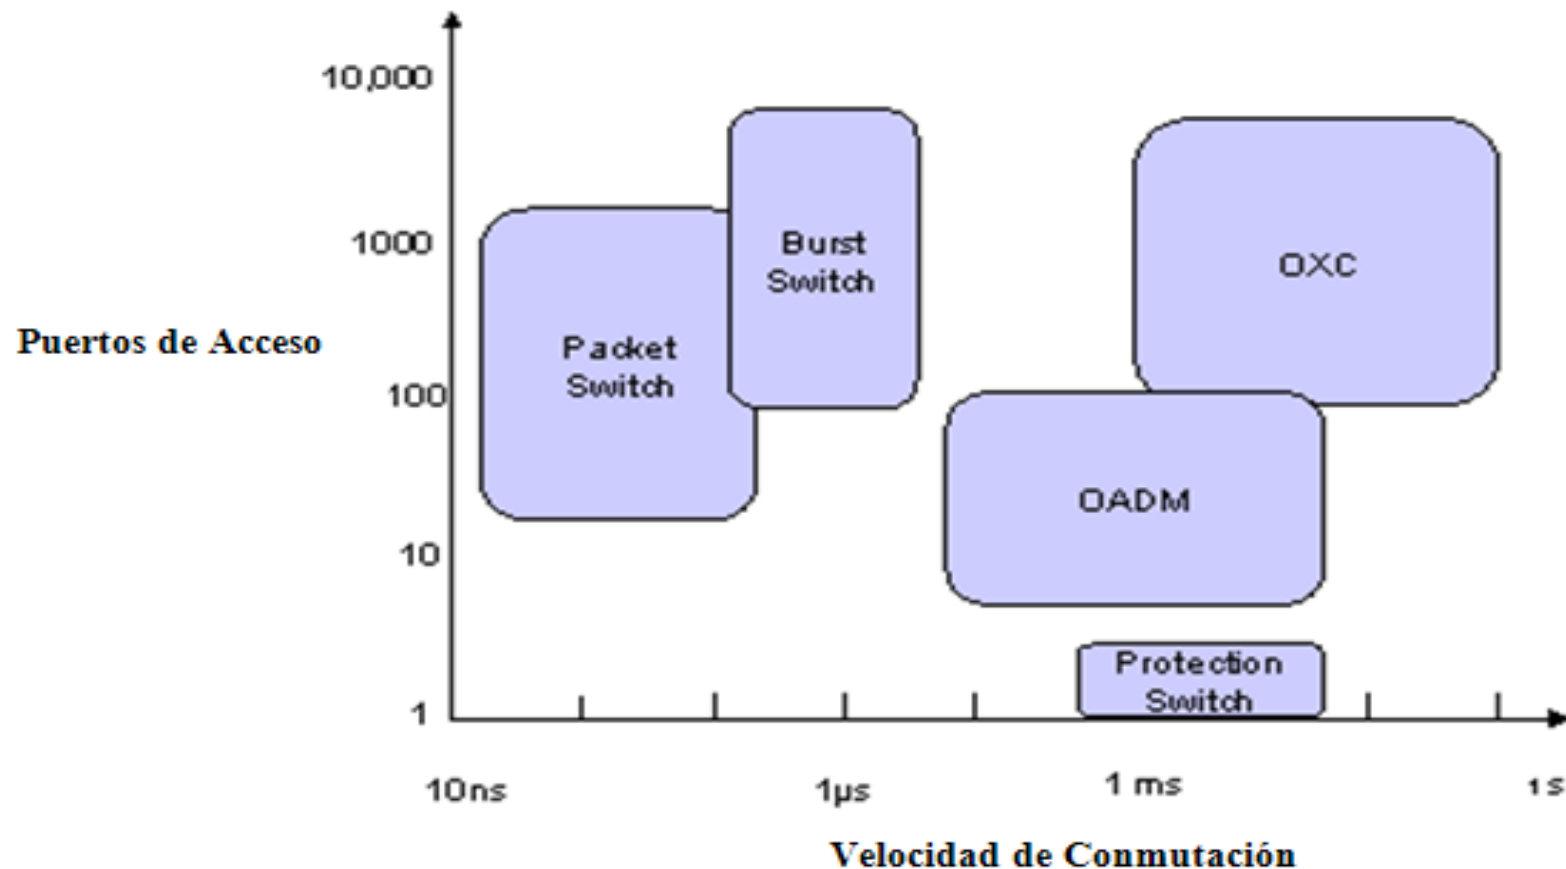 10,000
1000
Puertos de Acceso
100
10
1
Burst
Switch
OXC
Packet
Switch
OADM
Protection
Switch
10ns
1µs
1 ms
1s
Velocidad de Conmutación